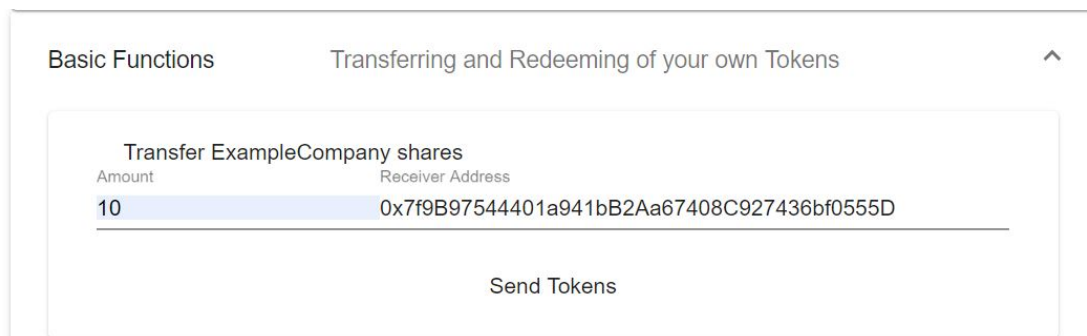 Basic Functions Transferring and Redeeming of your own Tokens
Transfer ExampleCompany shares
Amount Receiver Address
10 0x7f9B97544401a941bB2Aa67408C927436bf0555D
Send Tokens